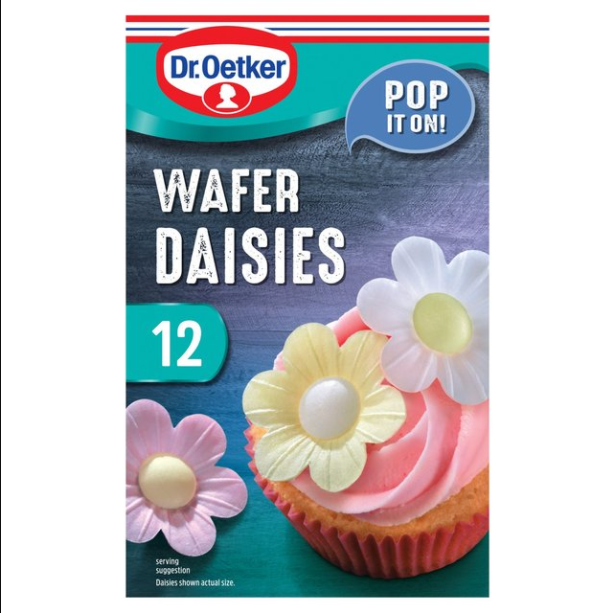 Dr.Oetker
POP
IT ON!
WAFER
DAISIES
12
serving
suggestion
Daisies shown actual size.